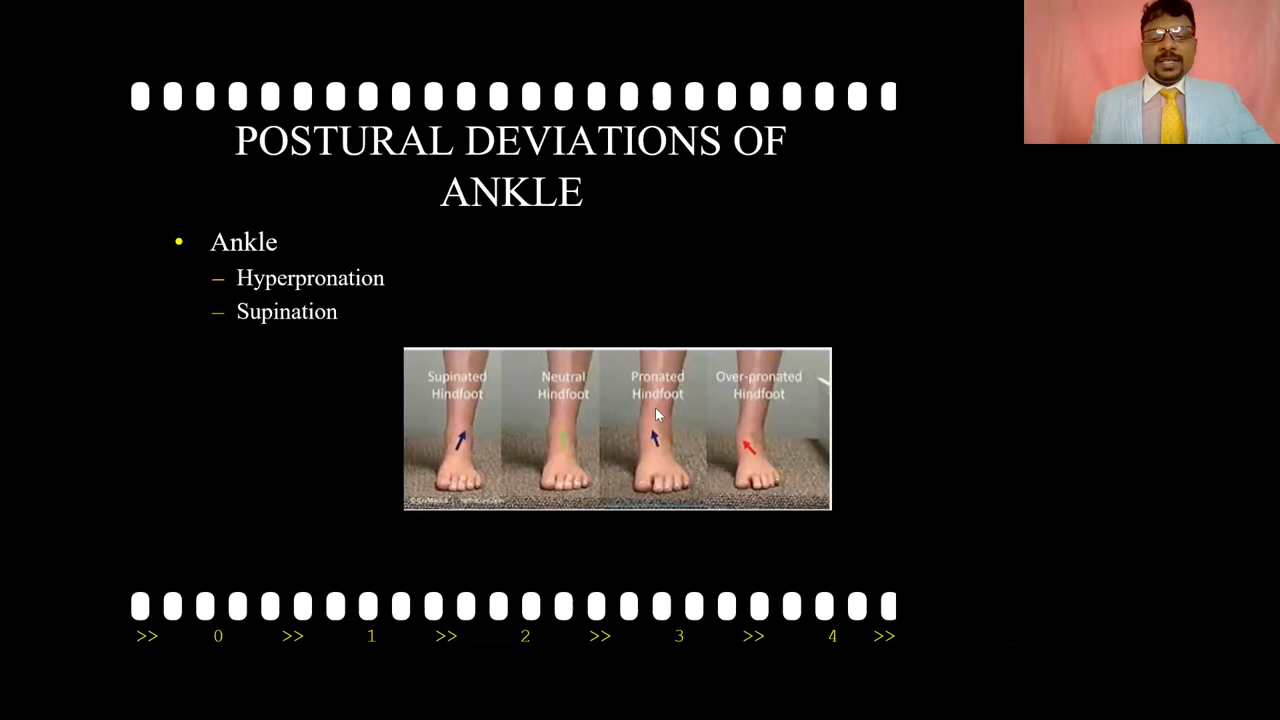 POSTURAL DEVIATIONS OF
ANKLE
• Ankle
– Hyperpronation
– Supination
Supinated Hindfoot
Neutral Hindfoot
Pronated Hindfoot
Over-pronated Hindfoot
>> 0 >> 1 >> 2 >> 3 >> 4 >>